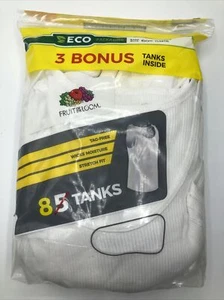 ECO
3 BONUS TANKS
INSIDE
FRUIT OF THE LOOM
TAG-FREE
WICKS MOISTURE
STRETCH FIT
8 5 TANKS